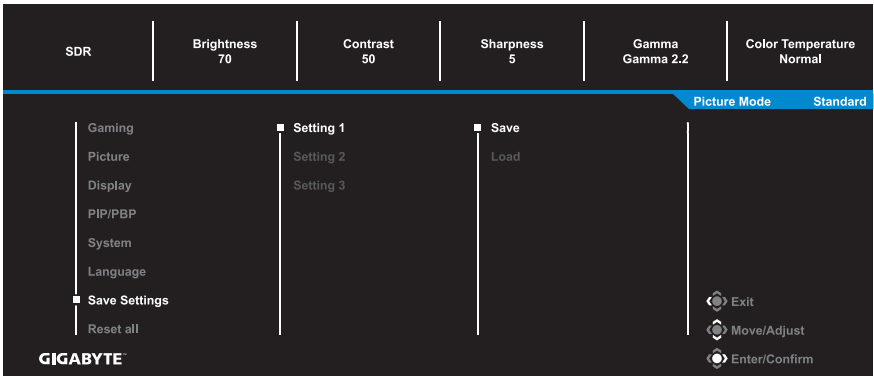 SDR
Brightness
70
Contrast
50
Sharpness
5
Gamma
Gamma 2.2
Color Temperature
Normal
Picture Mode Standard
Gaming
Picture
Display
PIP/PBP
System
Language
Save Settings
Reset all
Setting 1
Setting 2
Setting 3
Save
Load
Exit
Move/Adjust
Enter/Confirm
GIGABYTE™